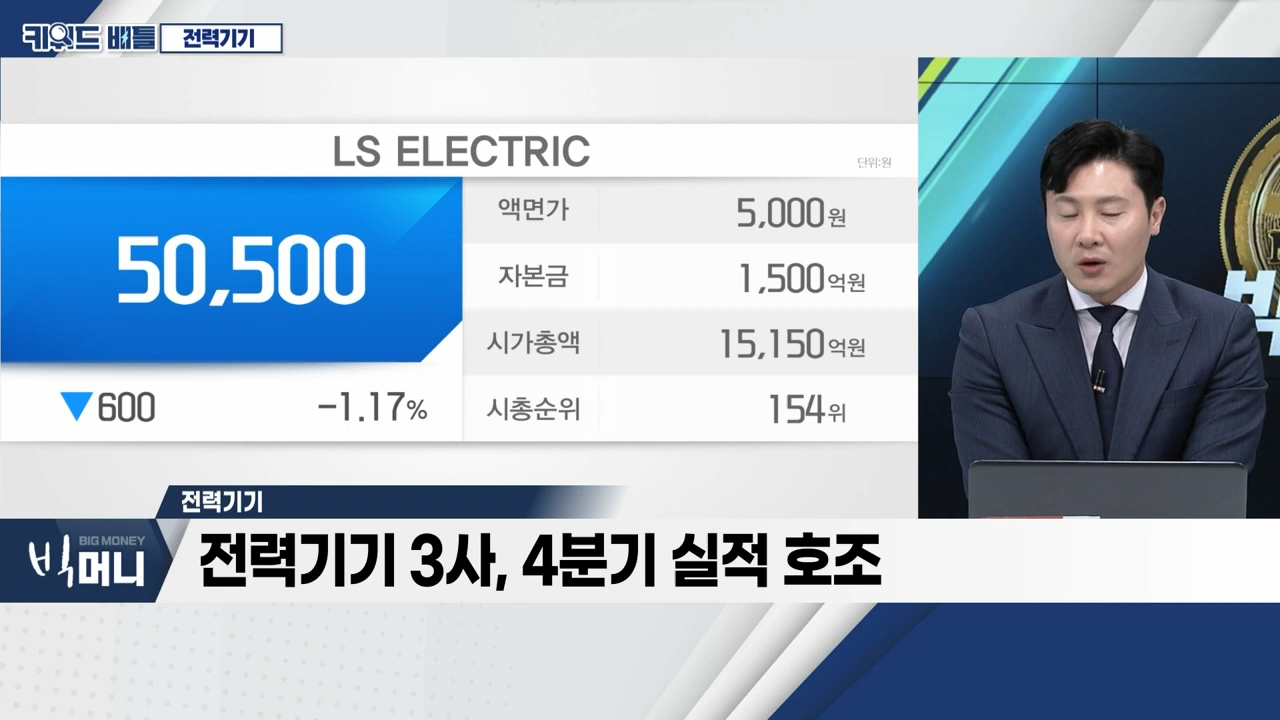 키워드 배틀 전력기기
LS ELECTRIC
단위:원
50,500
▼600 -1.17%
액면가 5,000원
자본금 1,500억원
시가총액 15,150억원
시총순위 154위
전력기기
BIG MONEY
빅머니
전력기기 3사, 4분기 실적 호조